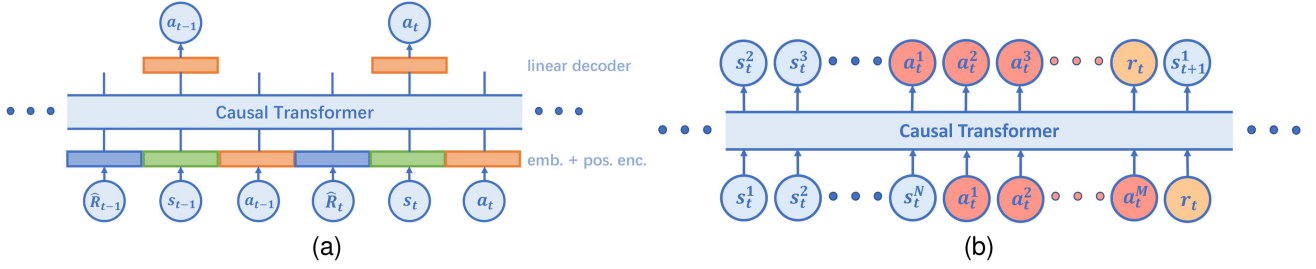 a_{t-1} a_t
linear decoder
Causal Transformer
emb. + pos. enc.
R̂_{t-1} s_{t-1} a_{t-1} R̂_t s_t a_t
(a)
s_t^2 s_t^3 a_t^1 a_t^2 a_t^3 r_t s_{t+1}^1
Causal Transformer
s_t^1 s_t^2 s_t^N a_t^1 a_t^2 a_t^M r_t
(b)